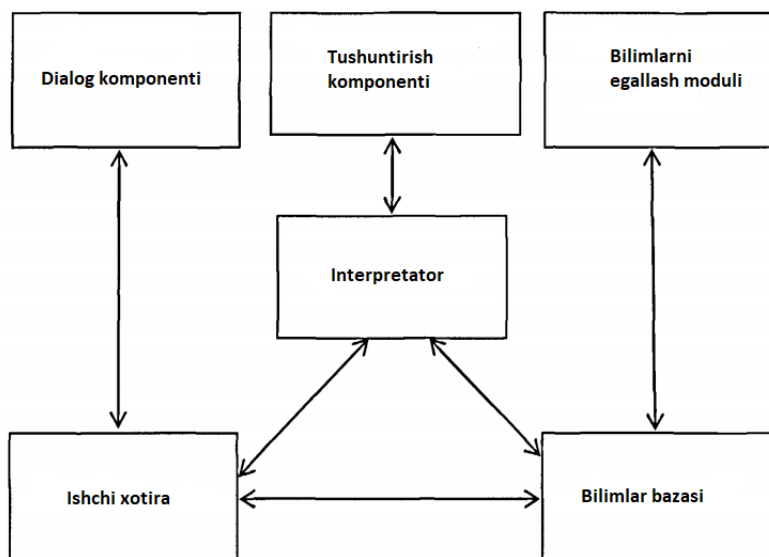 Dialog komponenti
Tushuntirish
komponenti
Bilimlarni
egallash moduli
Interpretator
Ishchi xotira
Bilimlar bazasi